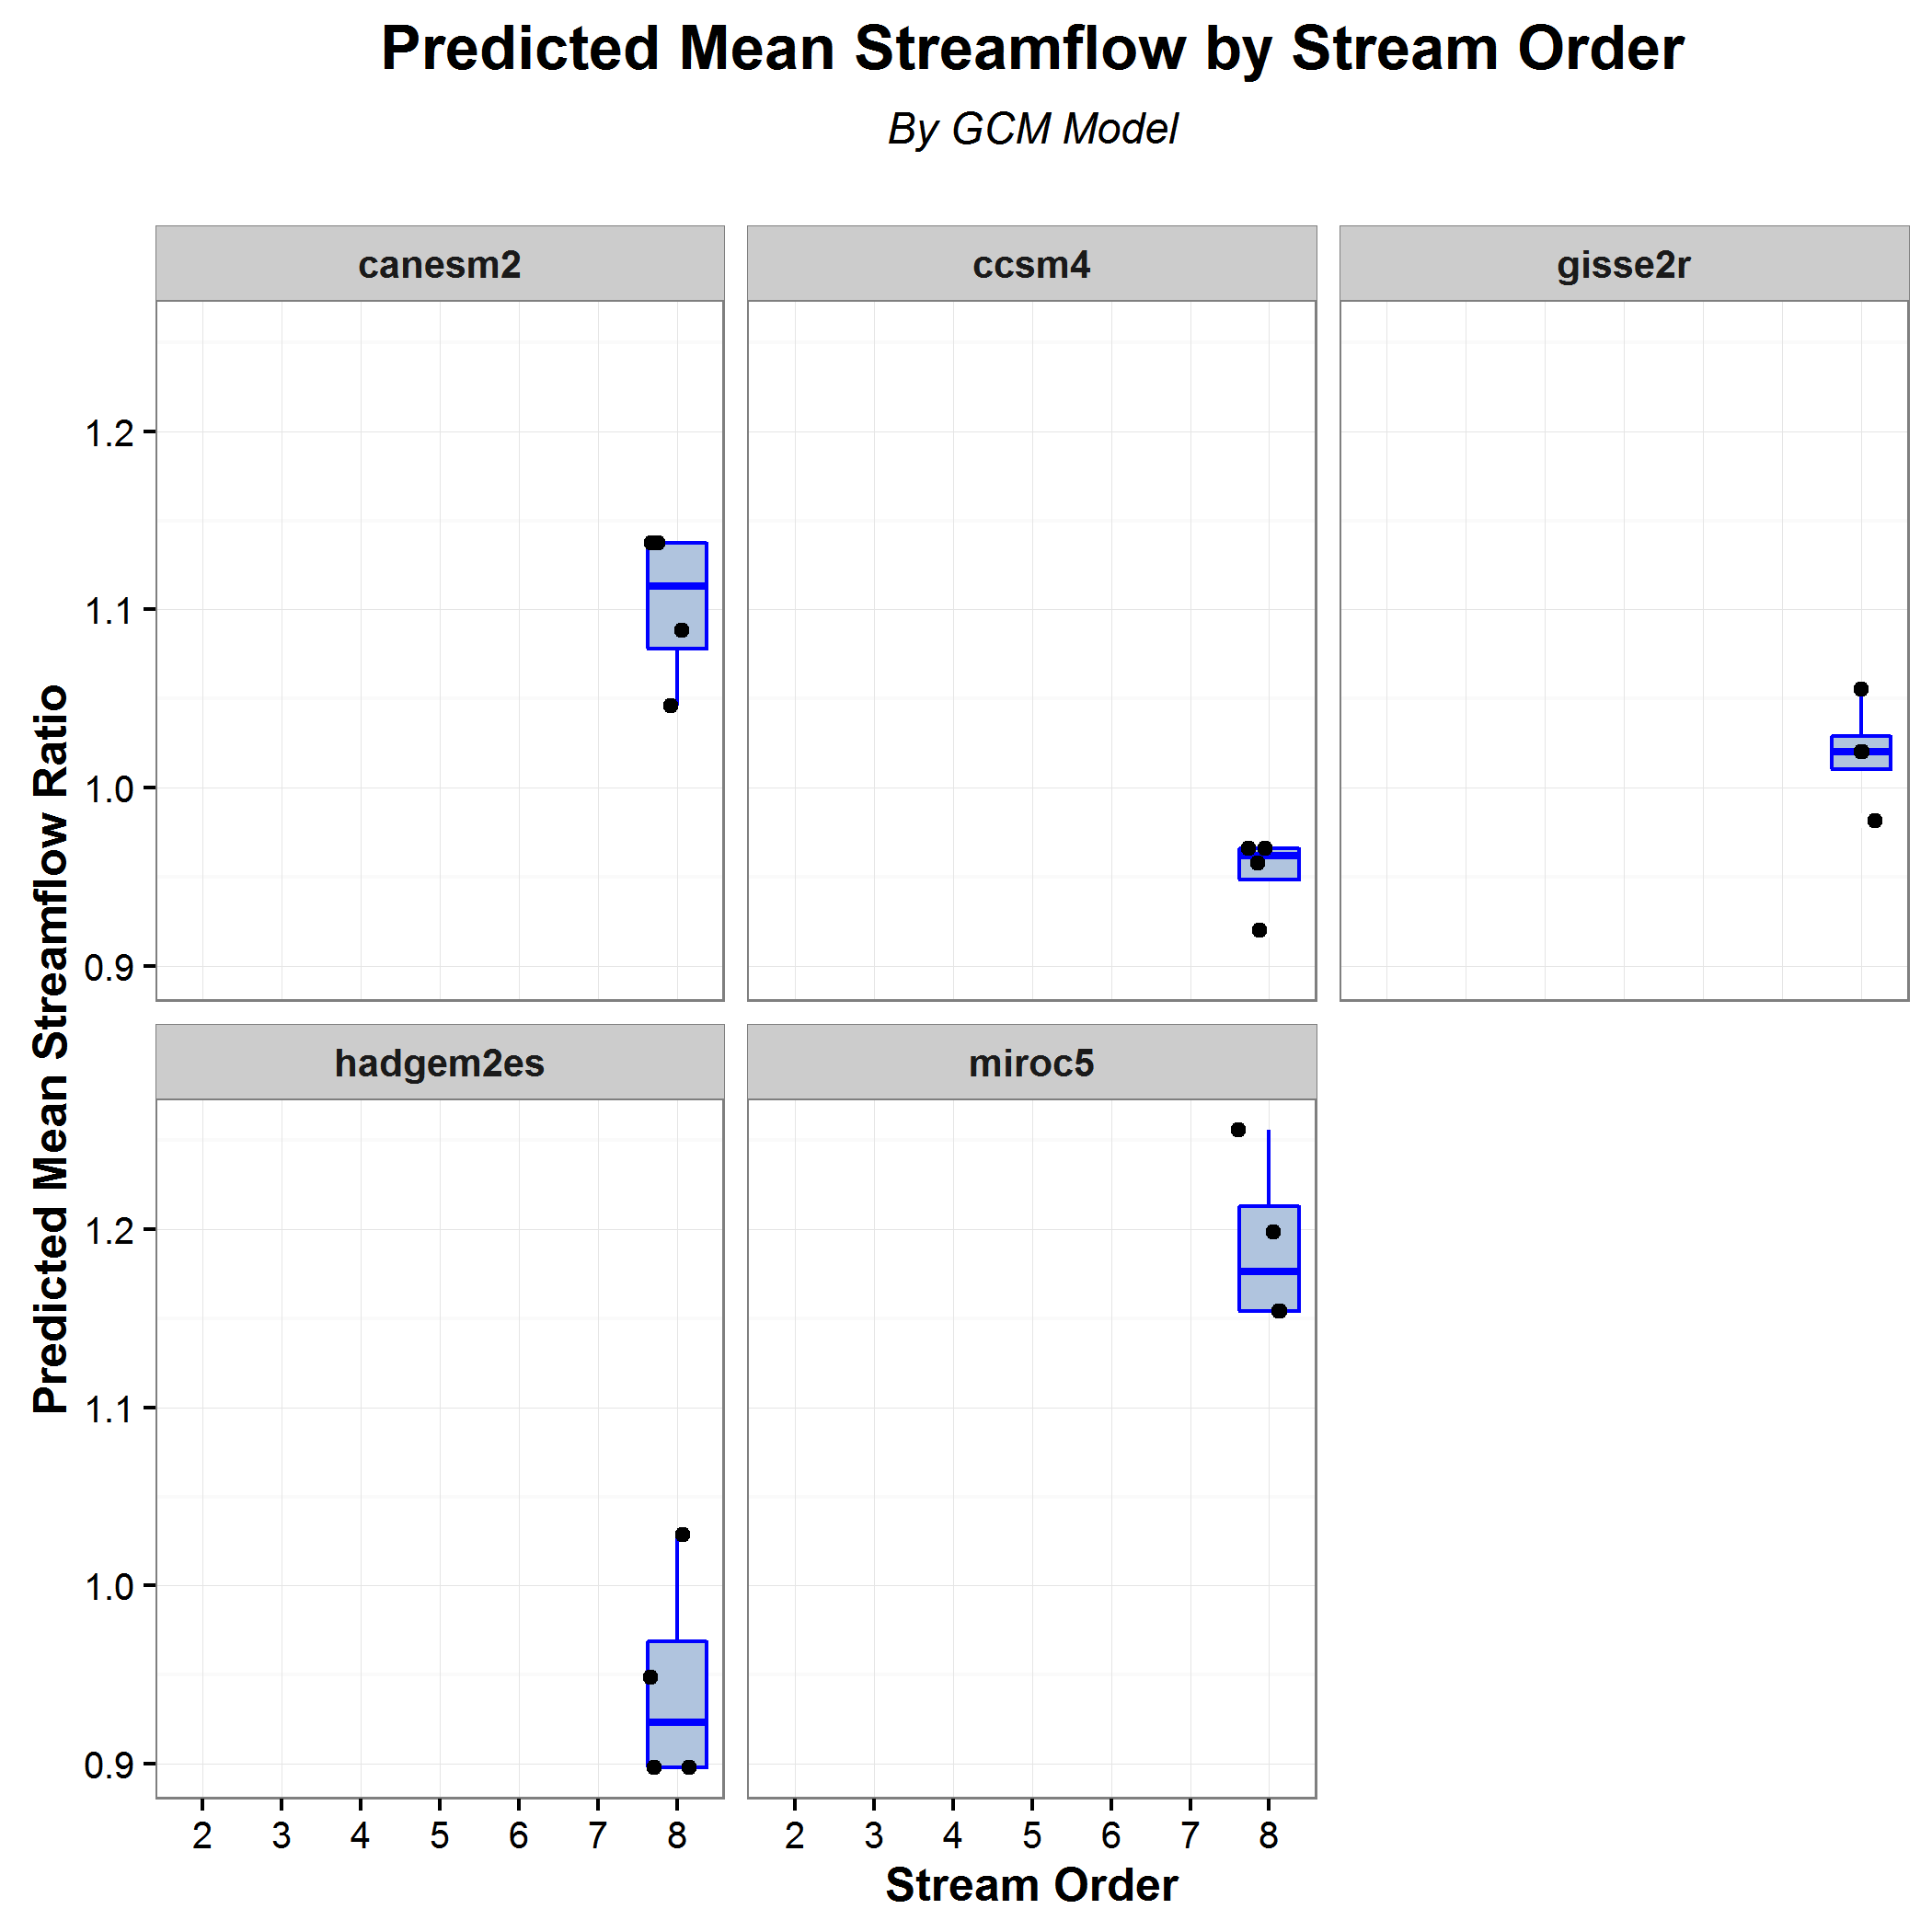 Predicted Mean Streamflow by Stream Order
By GCM Model
canesm2
ccsm4
gisse2r
1.2
1.1
1.0
0.9
Predicted Mean Streamflow Ratio
hadgem2es
miroc5
1.2
1.1
1.0
0.9
2 3 4 5 6 7 8
2 3 4 5 6 7 8
Stream Order